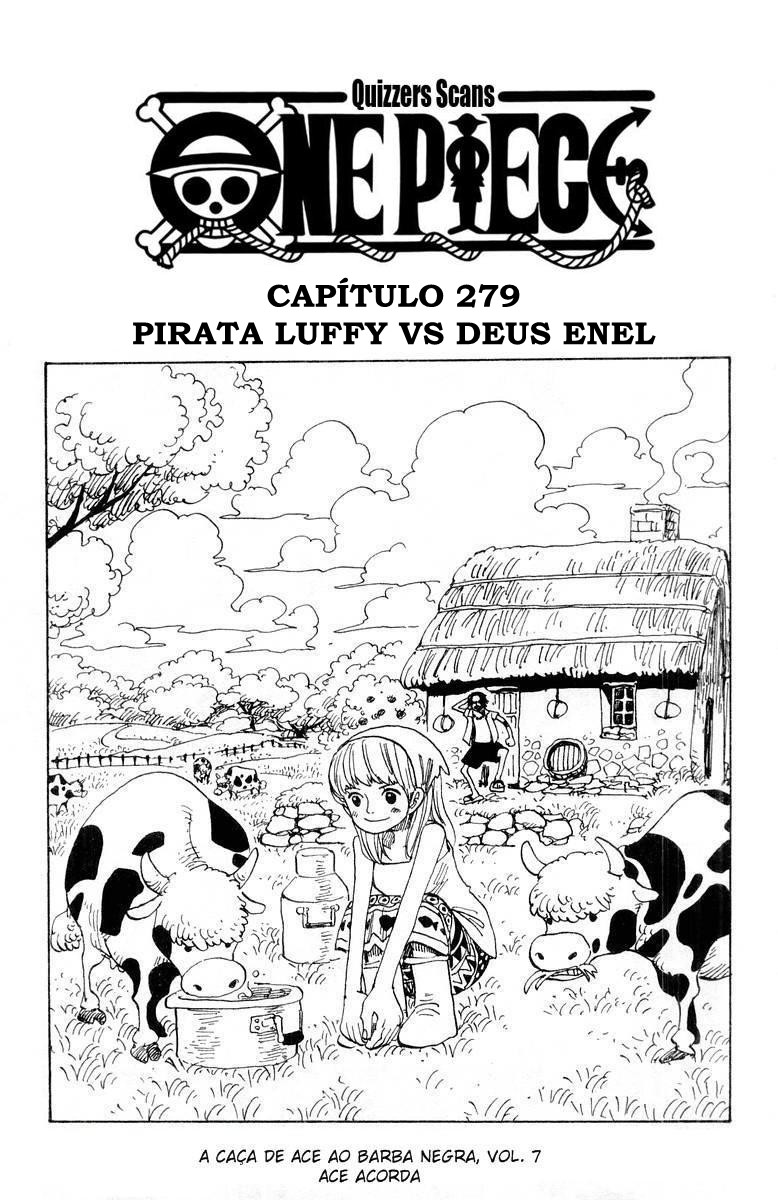 Quizzers Scans
ONE PIECE
CAPÍTULO 279
PIRATA LUFFY VS DEUS ENEL
A CAÇA DE ACE AO BARBA NEGRA, VOL. 7
ACE ACORDA